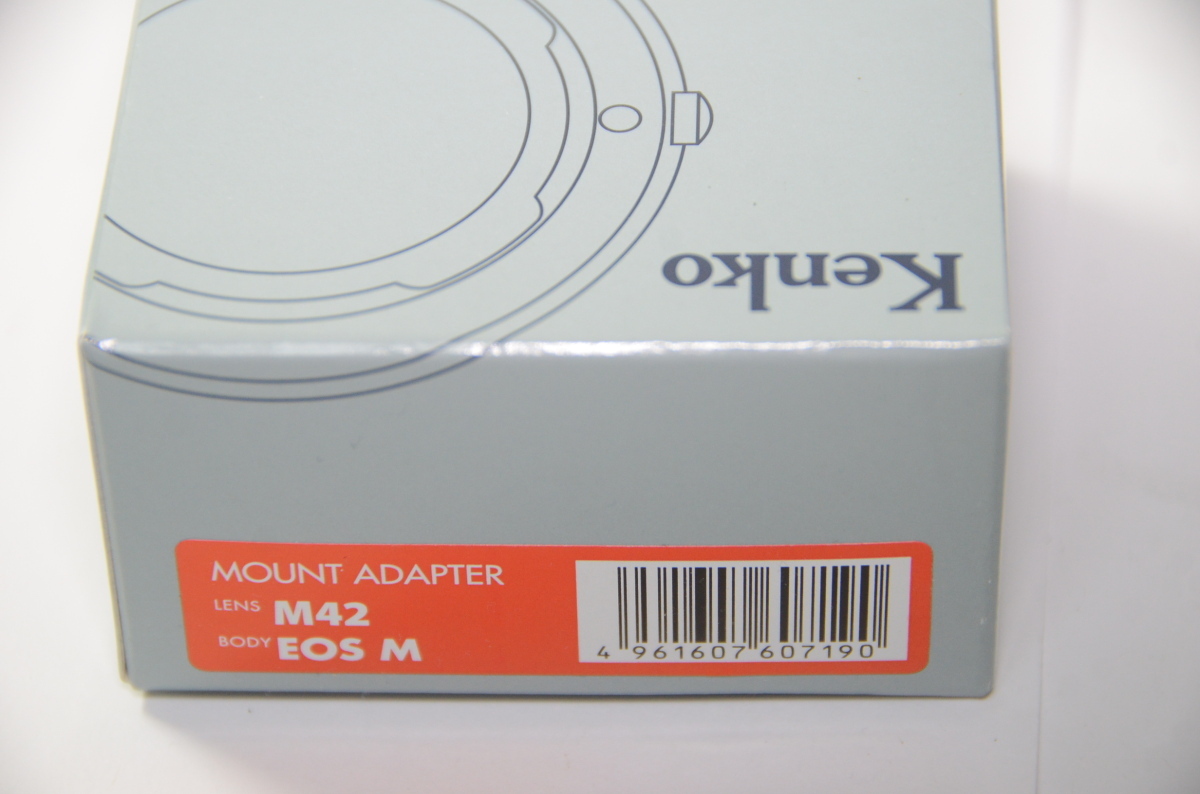 Kenko
MOUNT ADAPTER
LENS M42
BODY EOS M
4 961607 607190